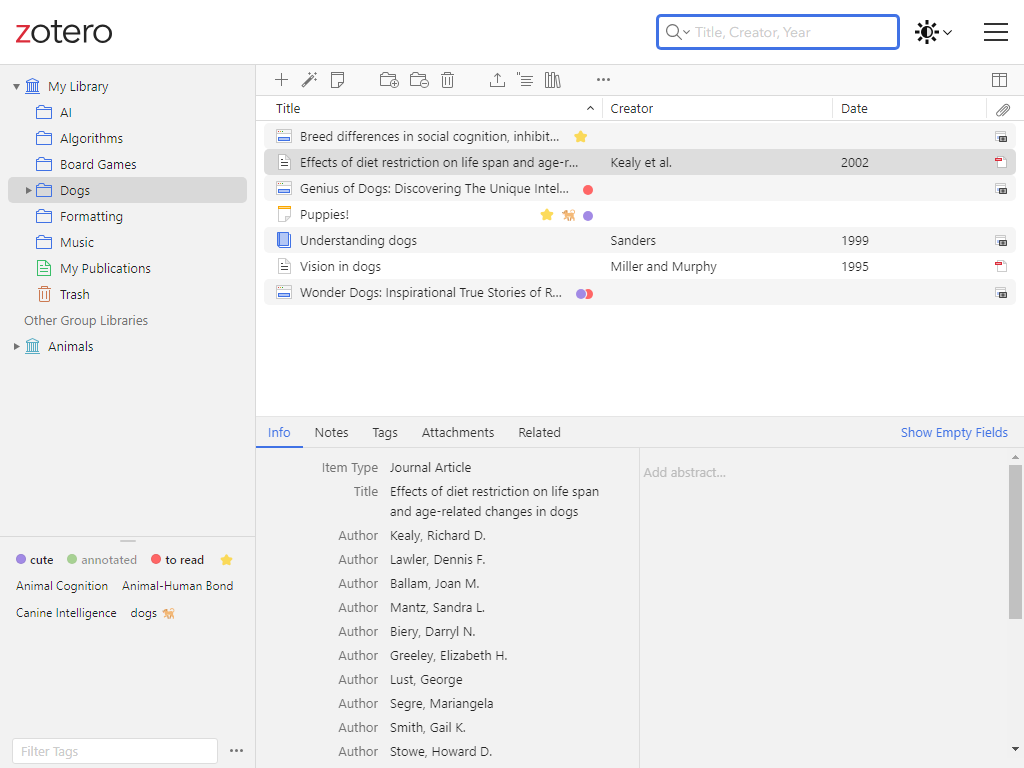 zotero
Title, Creator, Year
My Library
AI
Algorithms
Board Games
Dogs
Formatting
Music
My Publications
Trash
Other Group Libraries
Animals
cute annotated to read
Animal Cognition Animal-Human Bond
Canine Intelligence dogs
Filter Tags
Title Creator Date
Breed differences in social cognition, inhibit...
Effects of diet restriction on life span and age-r... Kealy et al. 2002
Genius of Dogs: Discovering The Unique Intel...
Puppies!
Understanding dogs Sanders 1999
Vision in dogs Miller and Murphy 1995
Wonder Dogs: Inspirational True Stories of R...
Info Notes Tags Attachments Related Show Empty Fields
Item Type Journal Article
Title Effects of diet restriction on life span
and age-related changes in dogs
Author Kealy, Richard D.
Author Lawler, Dennis F.
Author Ballam, Joan M.
Author Mantz, Sandra L.
Author Biery, Darryl N.
Author Greeley, Elizabeth H.
Author Lust, George
Author Segre, Mariangela
Author Smith, Gail K.
Author Stowe, Howard D.
Add abstract...